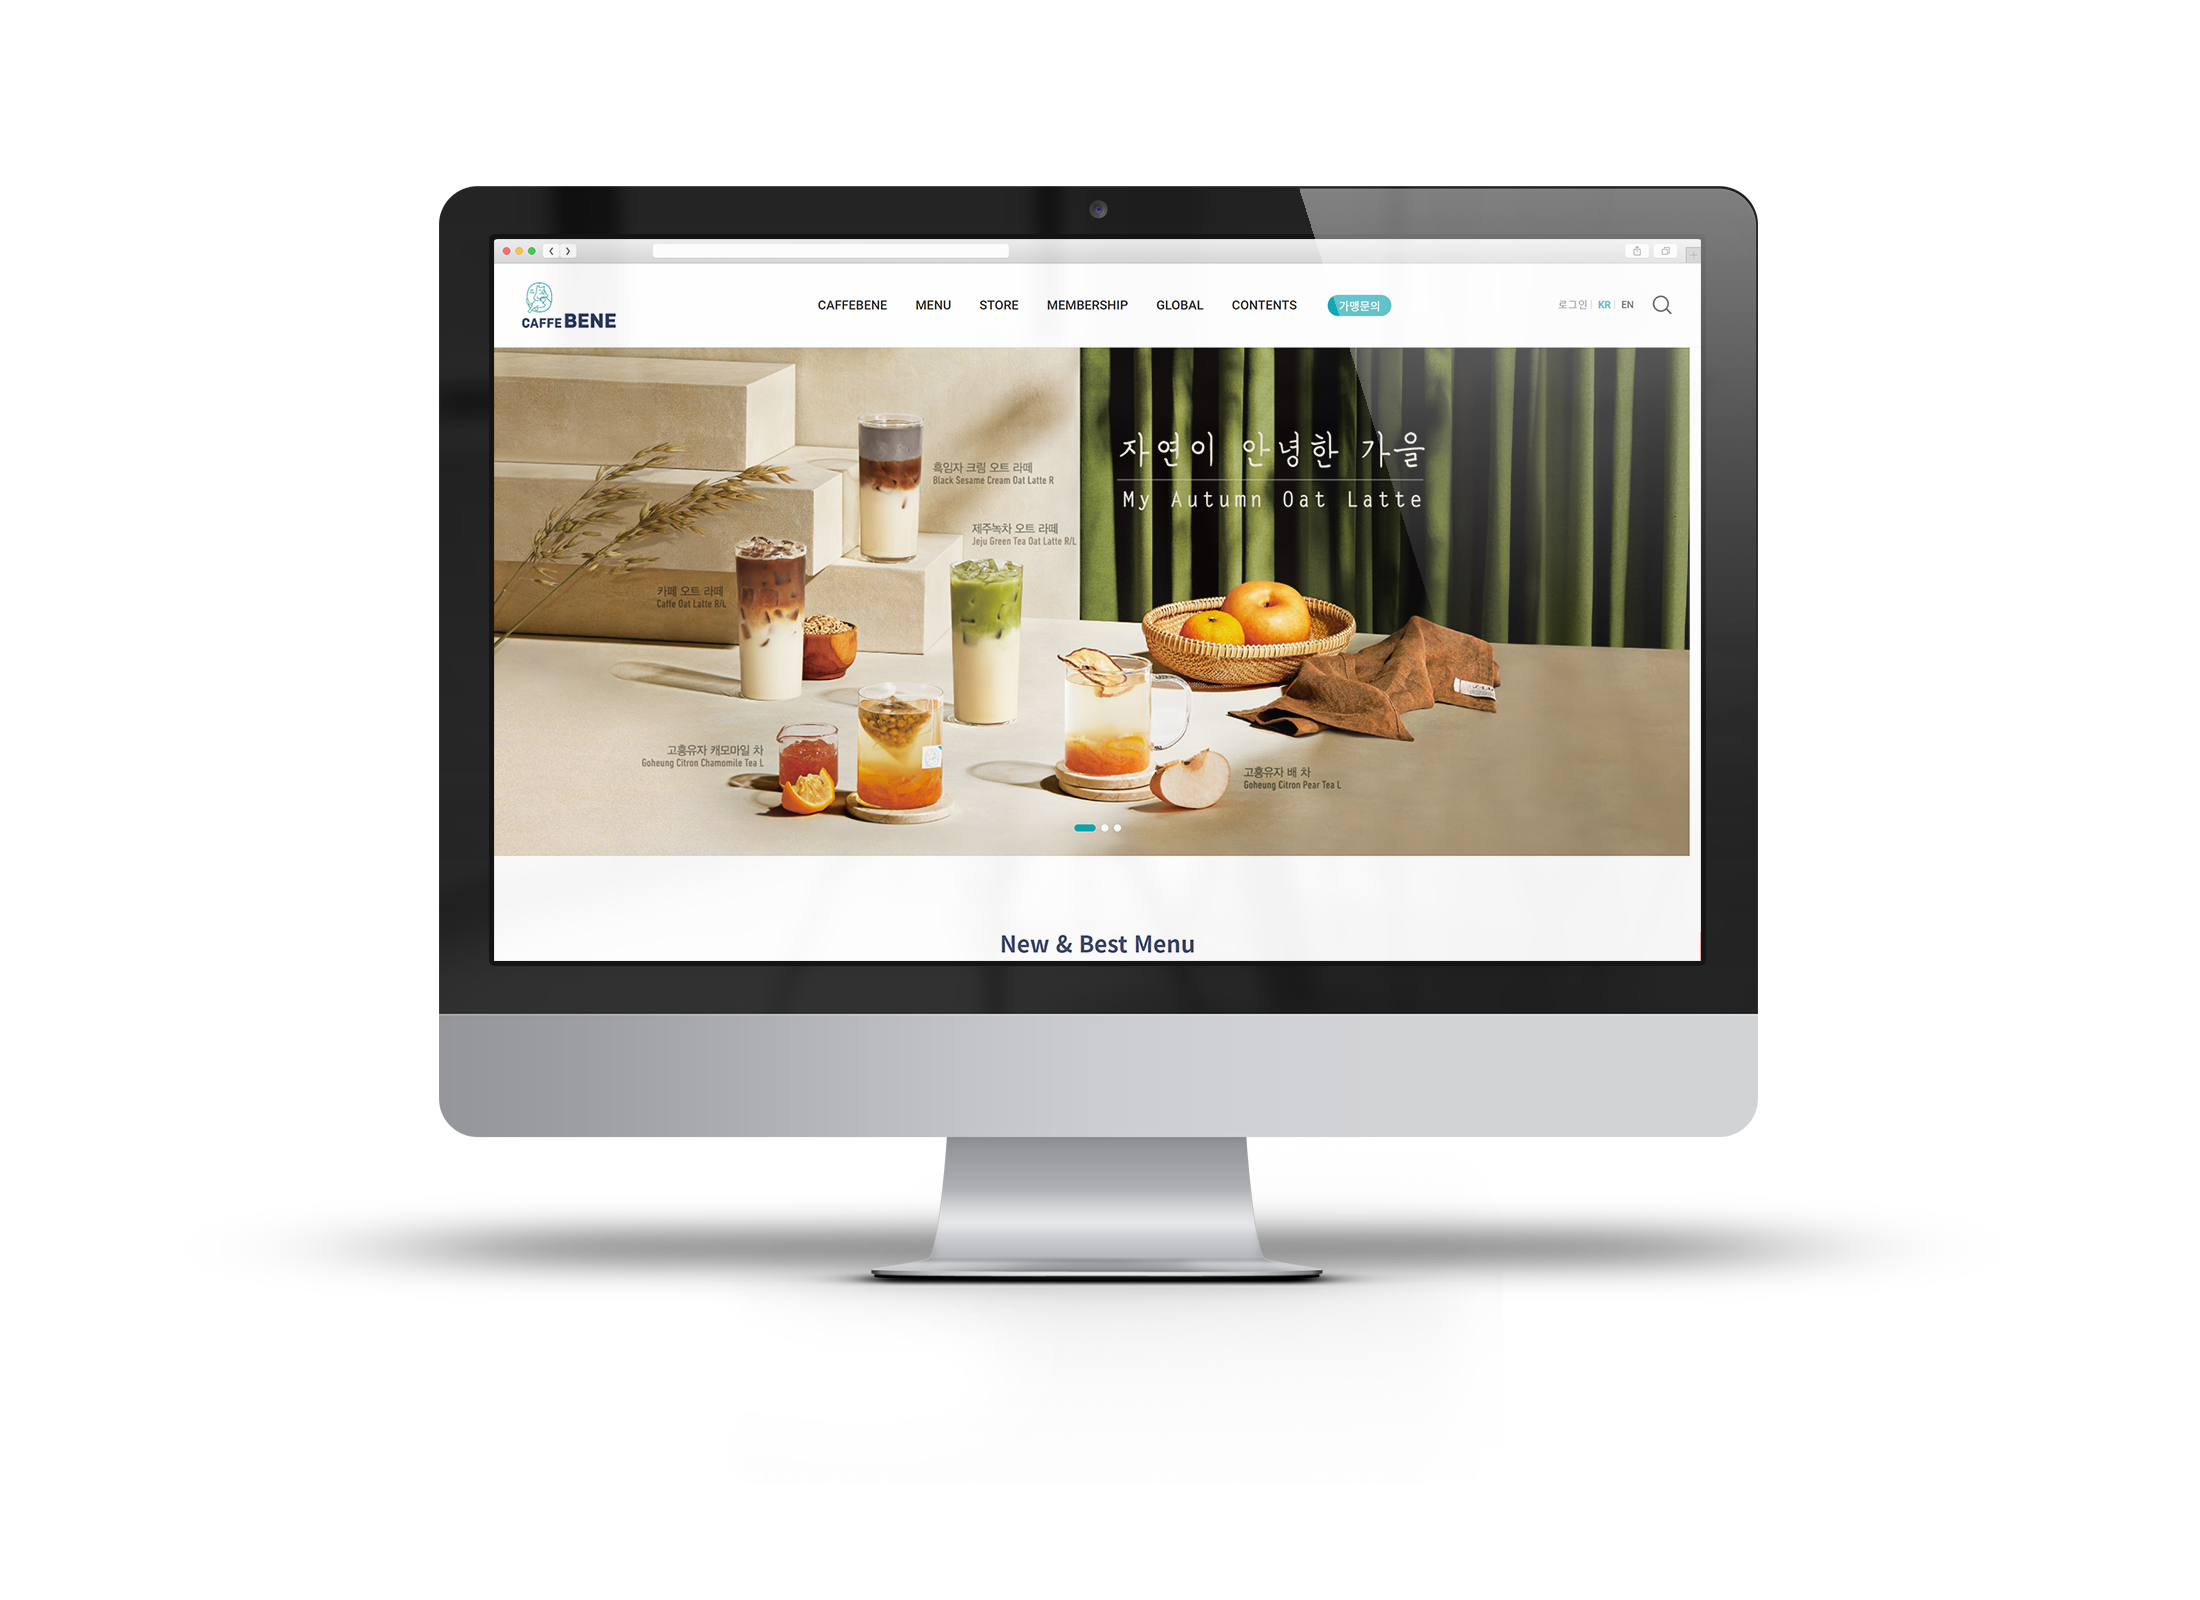 CAFFE BENE
CAFFEBENE MENU STORE MEMBERSHIP GLOBAL CONTENTS 가맹문의 로그인 KR EN
자연이 안녕한 가을
My Autumn Oat Latte
흑임자 크림 오트 라떼
Black Sesame Cream Oat Latte R
제주녹차 오트 라떼
Jeju Green Tea Oat Latte R/L
카페 오트 라떼
Caffe Oat Latte R/L
고흥유자 캐모마일 차
Goheung Citron Chamomile Tea L
고흥유자 배 차
Goheung Citron Pear Tea L
New & Best Menu